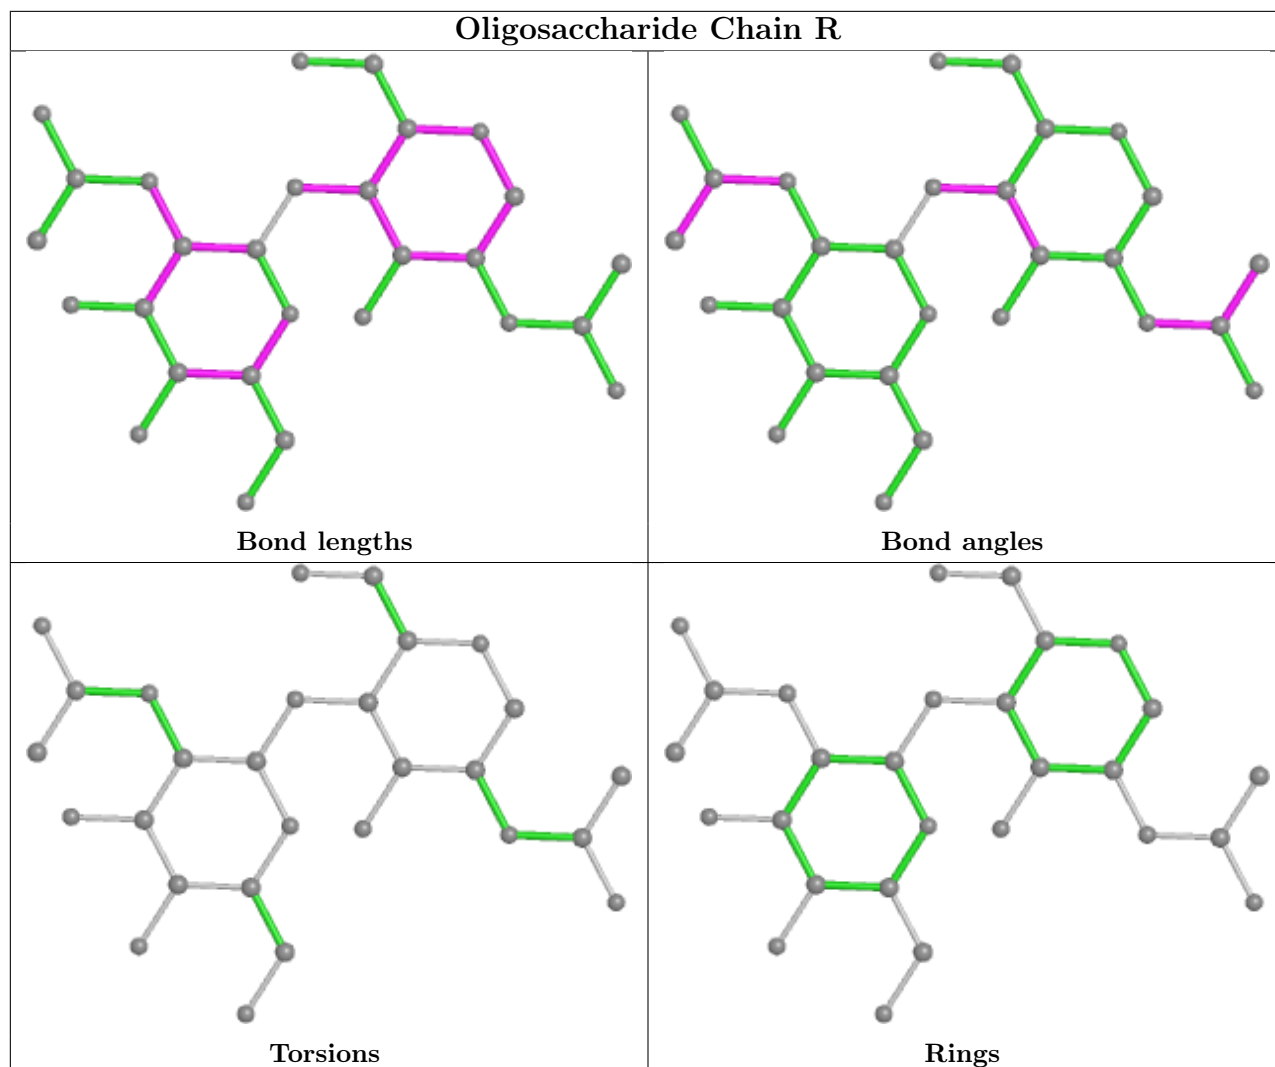 Oligosaccharide Chain R
Bond lengths
Bond angles
Torsions
Rings